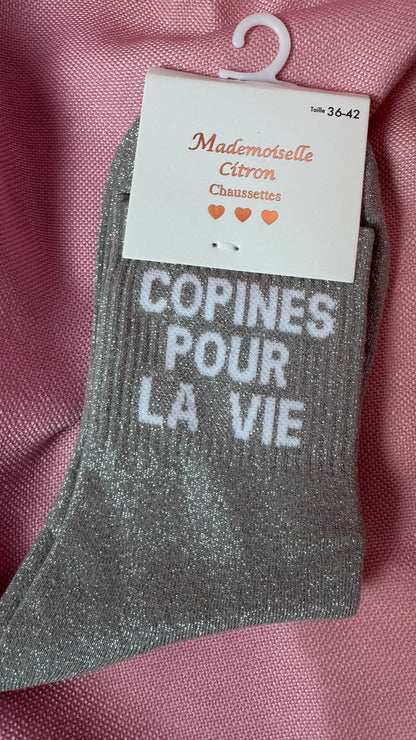 Taille 36-42
Mademoiselle
Citron
Chaussettes
COPINES
POUR
LA VIE